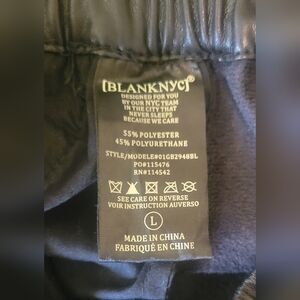 [BLANKNYC]®
DESIGNED FOR YOU
BY OUR NYC TEAM
IN THE CITY THAT
NEVER SLEEPS
BECAUSE WE CARE
55% POLYESTER
45% POLYURETHANE
STYLE/MODELE#01GB2948BL
PO#115476
RN#114542
SEE CARE ON REVERSE
VOIR INSTRUCTION AUVERSO
L
MADE IN CHINA
FABRIQUÉ EN CHINE